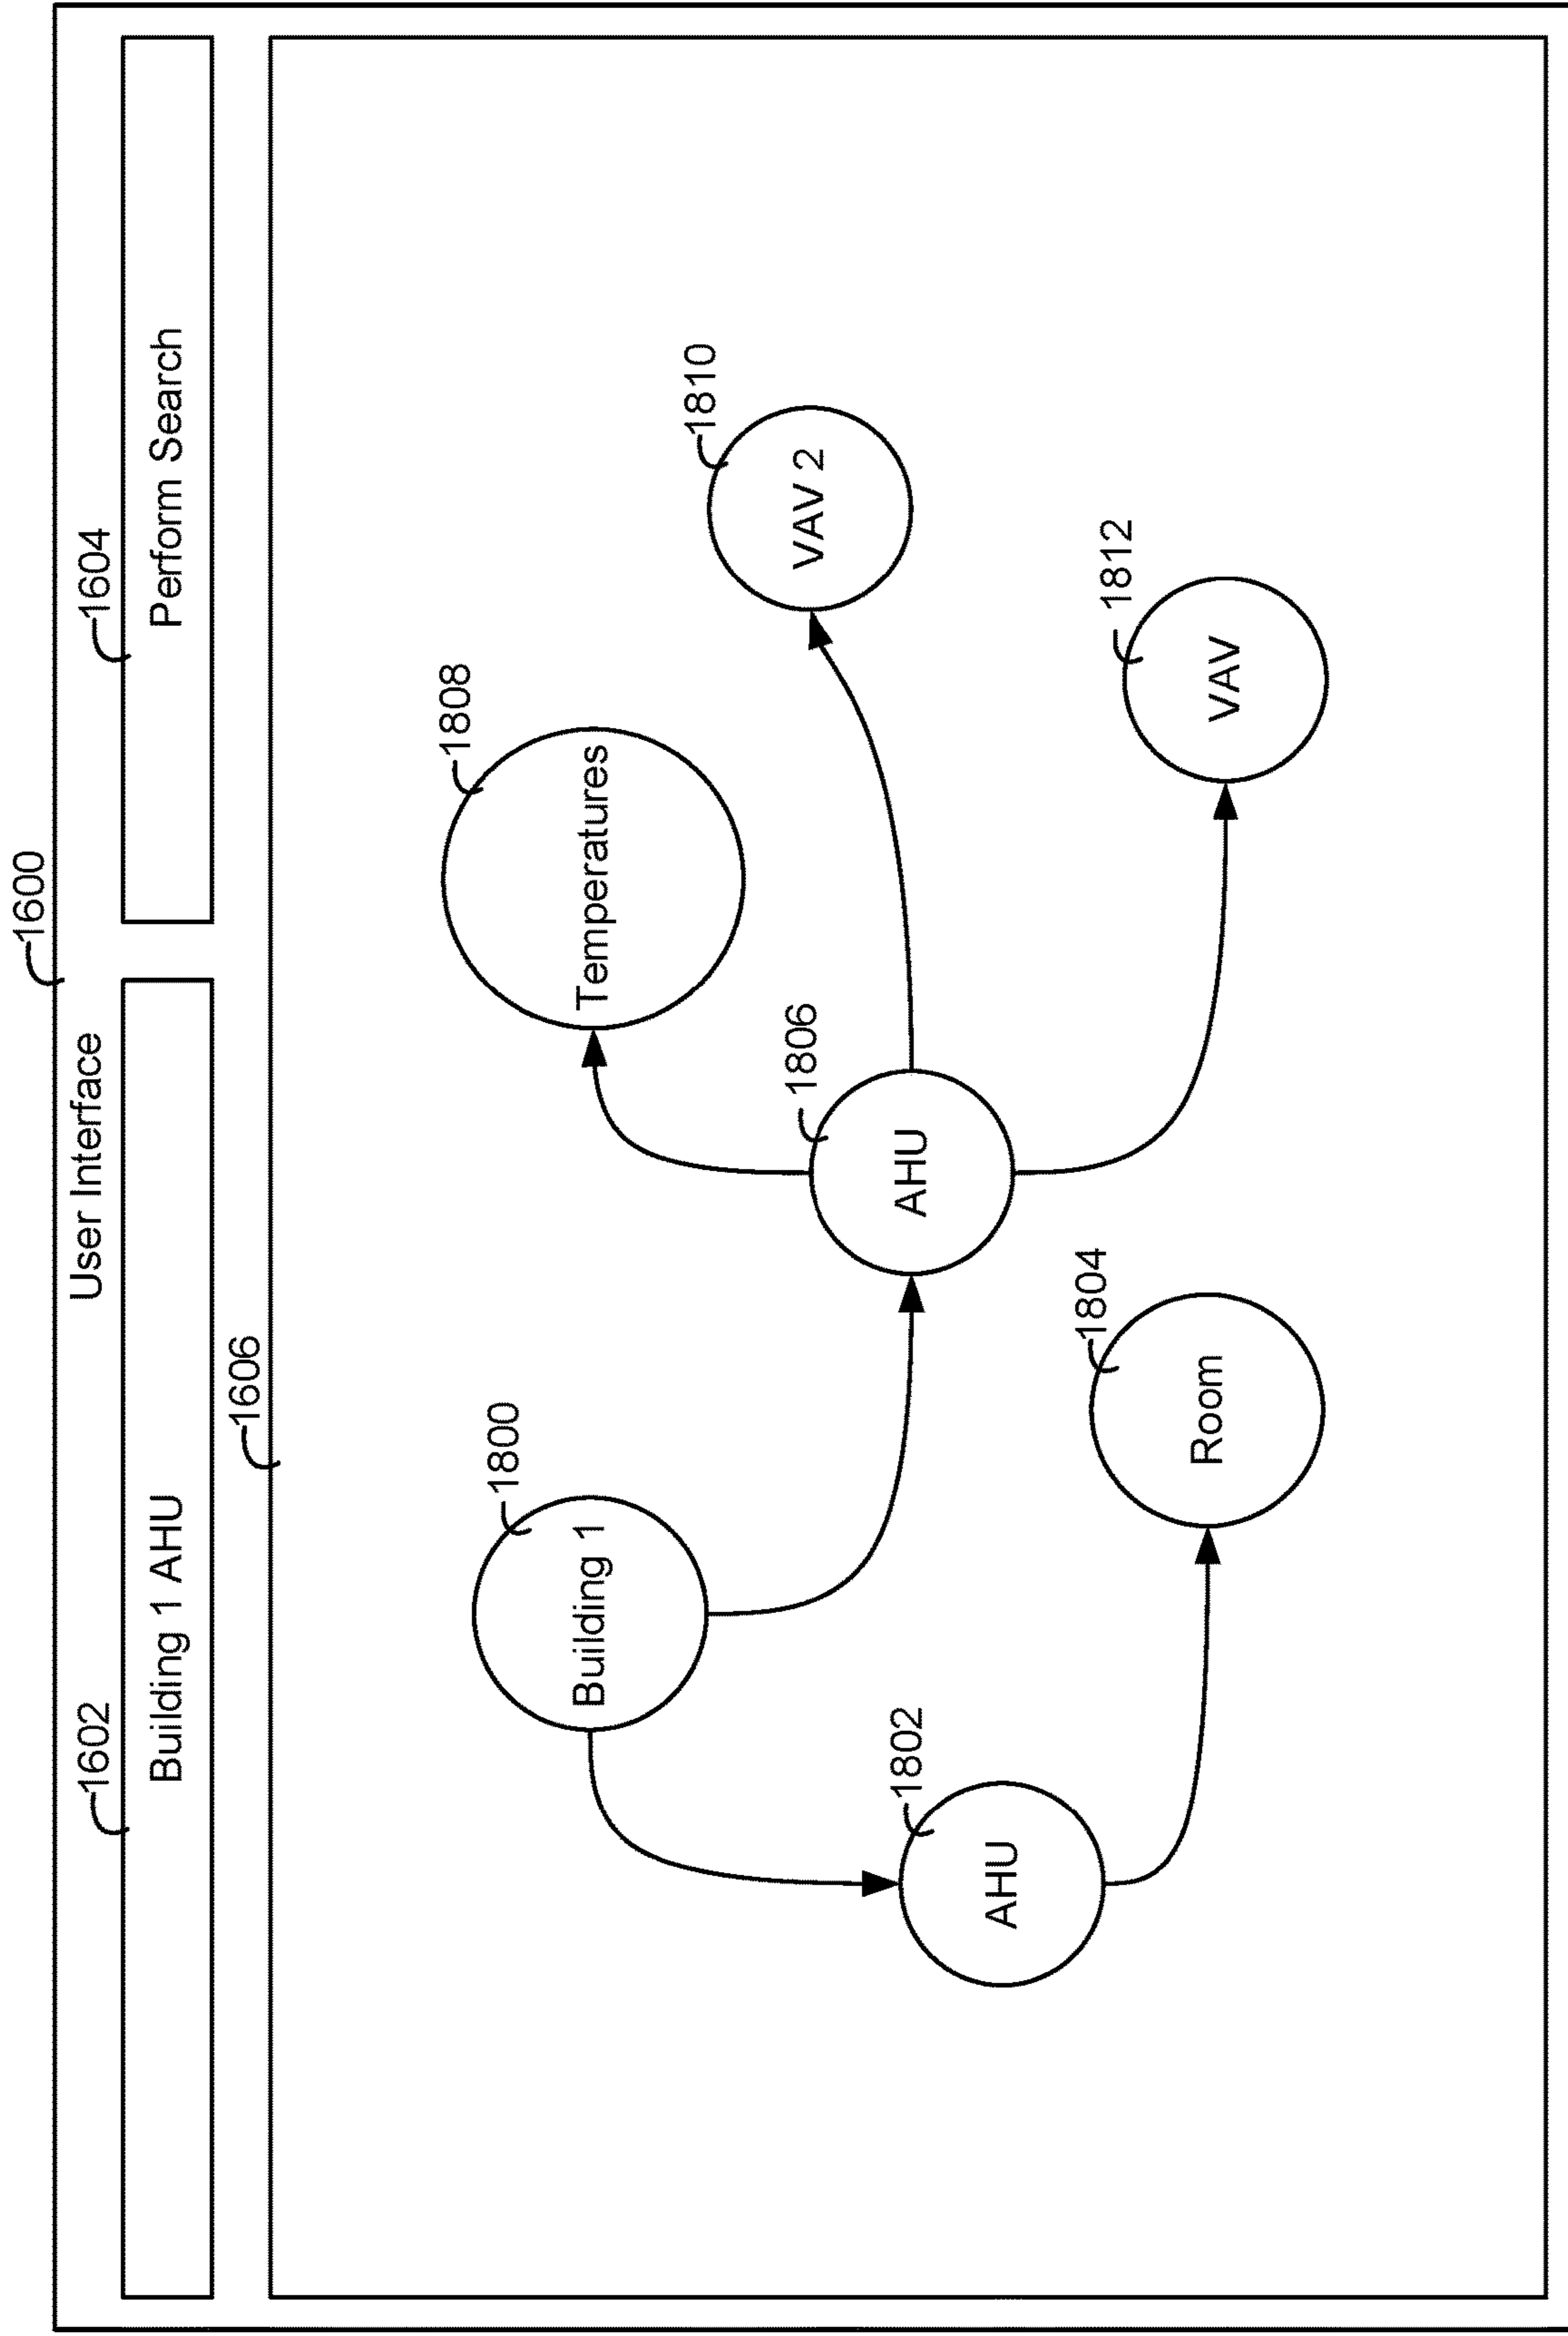 1600
User Interface
1602
1604
Building 1 AHU
Perform Search
1606
1800
Building 1
1808
Temperatures
1810
VAV 2
1806
AHU
1802
AHU
1804
Room
1812
VAV